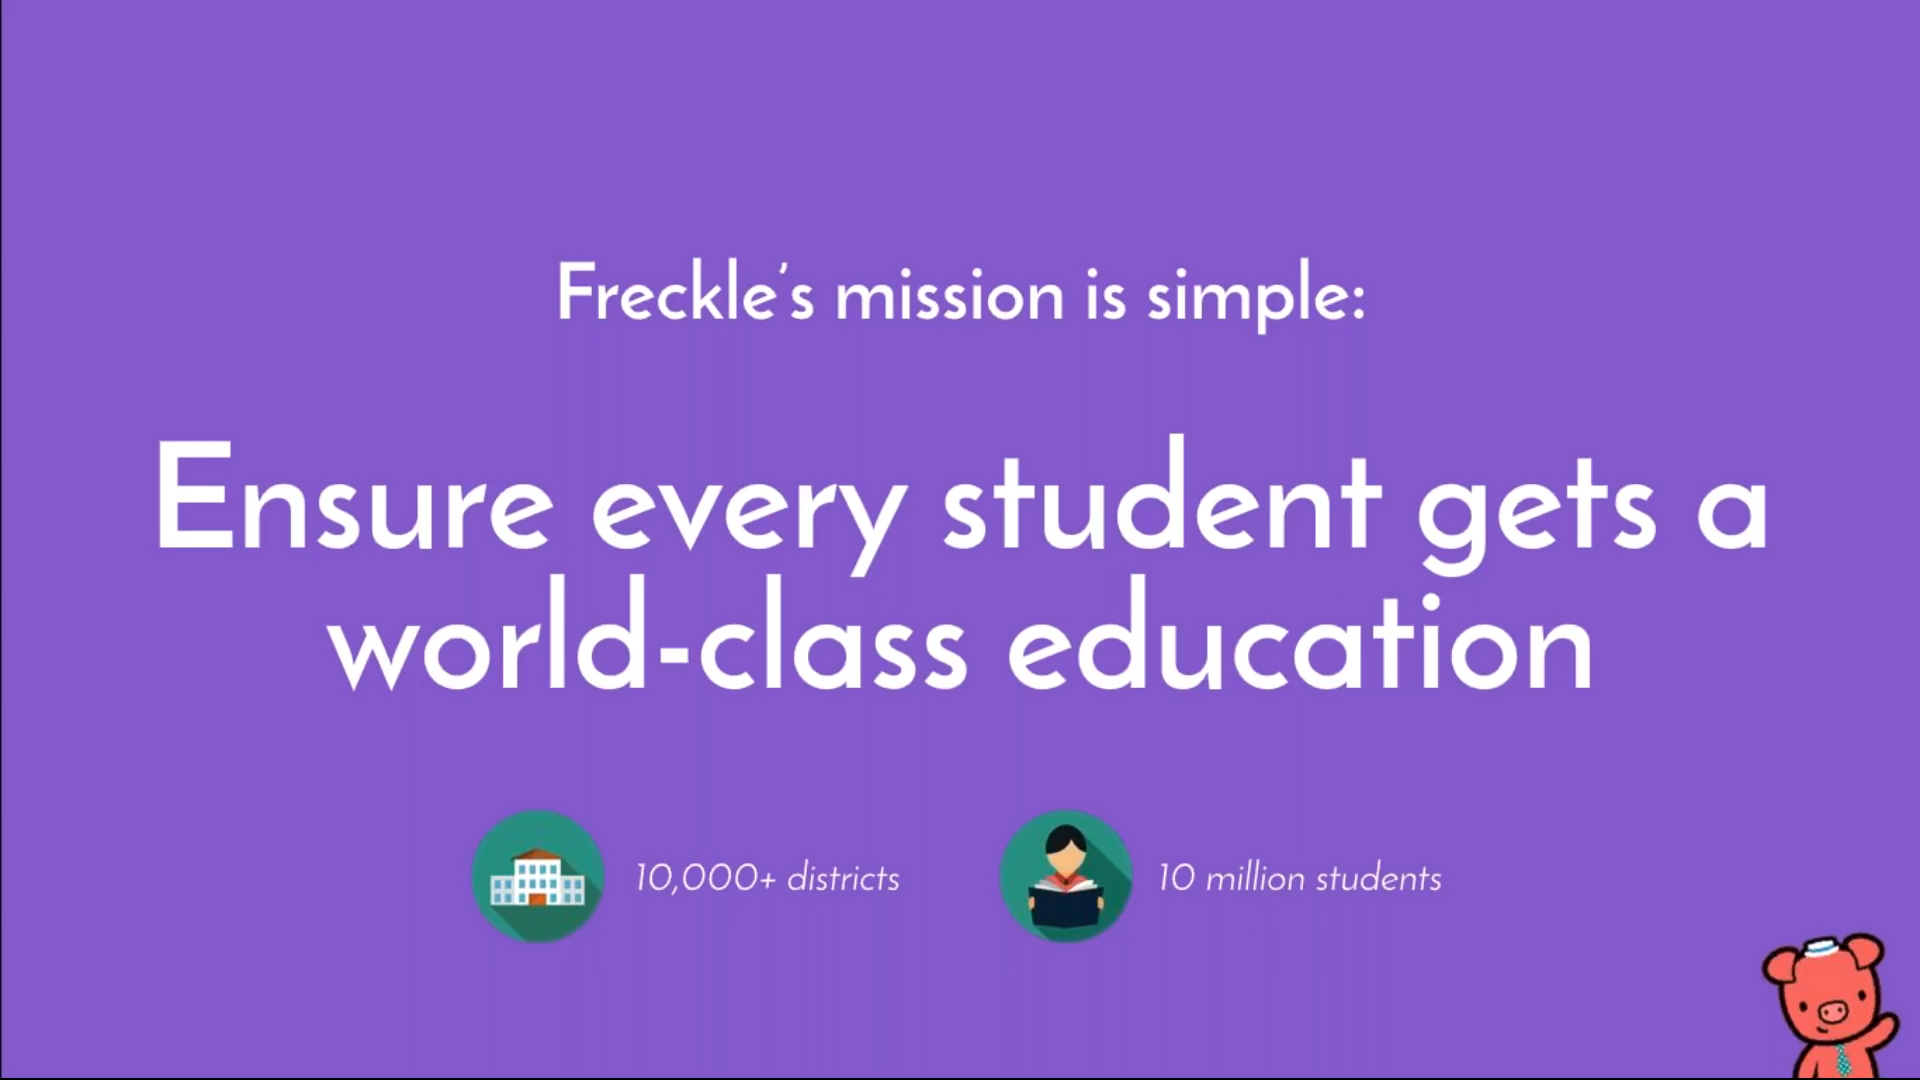 Freckle’s mission is simple:
Ensure every student gets a
world-class education
10,000+ districts
10 million students